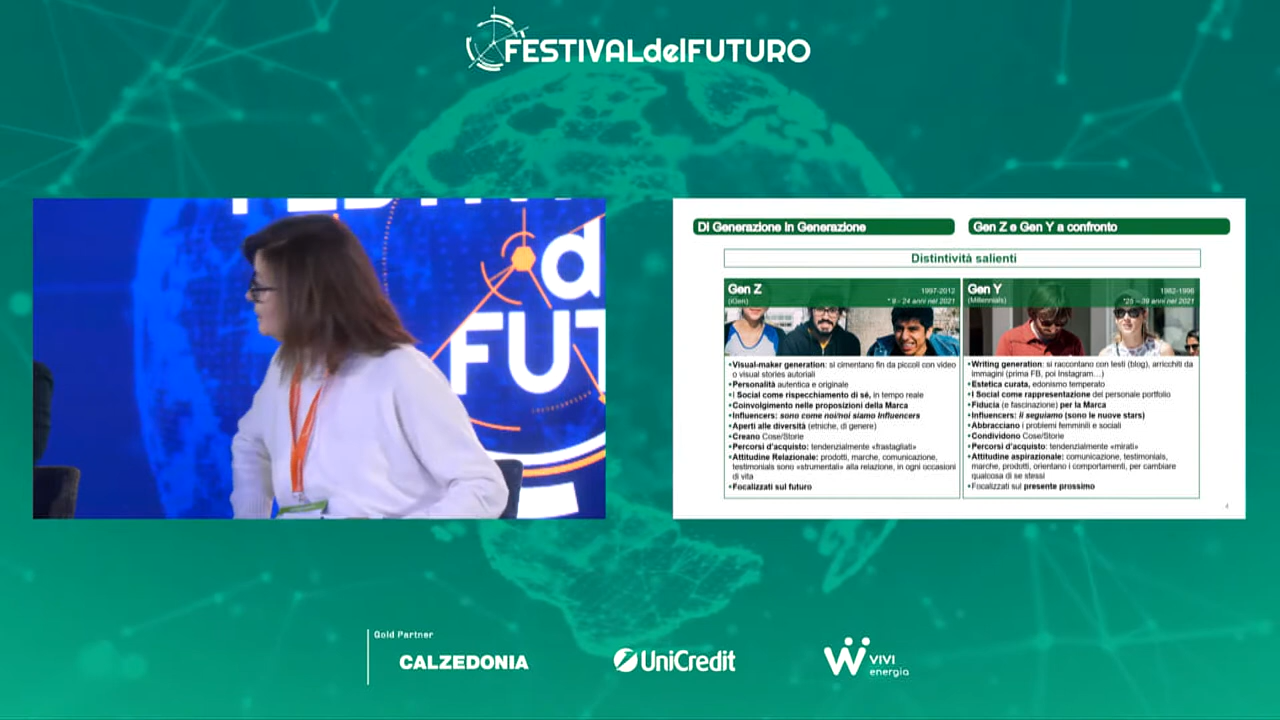 FESTIVALdelFUTURO
FUT
Di Generazione in Generazione
Gen Z e Gen Y a confronto
Distintività salienti
Gen Z
1997-2012
(iGen)
* 9 - 24 anni nel 2021
•Visual-maker generation: si cimentano fin da piccoli con video
o visual stories autoriali
•Personalità autentica e originale
•I Social come rispecchiamento di sé, in tempo reale
•Coinvolgimento nelle proposizioni della Marca
•Influencers: sono come noi/noi siamo Influencers
•Aperti alle diversità (etniche, di genere)
•Creano Cose/Storie
•Percorsi d'acquisto: tendenzialmente «frastagliati»
•Attitudine Relazionale: prodotti, marche, comunicazione,
testimonials sono «strumentali» alla relazione, in ogni occasioni
di vita
•Focalizzati sul futuro
Gen Y
1982-1996
(Millennials)
*25 – 39 anni nel 2021
•Writing generation: si raccontano con testi (blog), arricchiti da
immagini (prima FB, poi Instagram…)
•Estetica curata, edonismo temperato
•I Social come rappresentazione del personale portfolio
•Fiducia (e fascinazione) per la Marca
•Influencers: li seguiamo (sono le nuove stars)
•Abbracciano i problemi femminili e sociali
•Condividono Cose/Storie
•Percorsi d'acquisto: tendenzialmente «mirati»
•Attitudine aspirazionale: comunicazione, testimonials,
marche, prodotti, orientano i comportamenti, per cambiare
qualcosa di se stessi
•Focalizzati sul presente prossimo
4
Gold Partner
CALZEDONIA
UniCredit
VIVI
energia